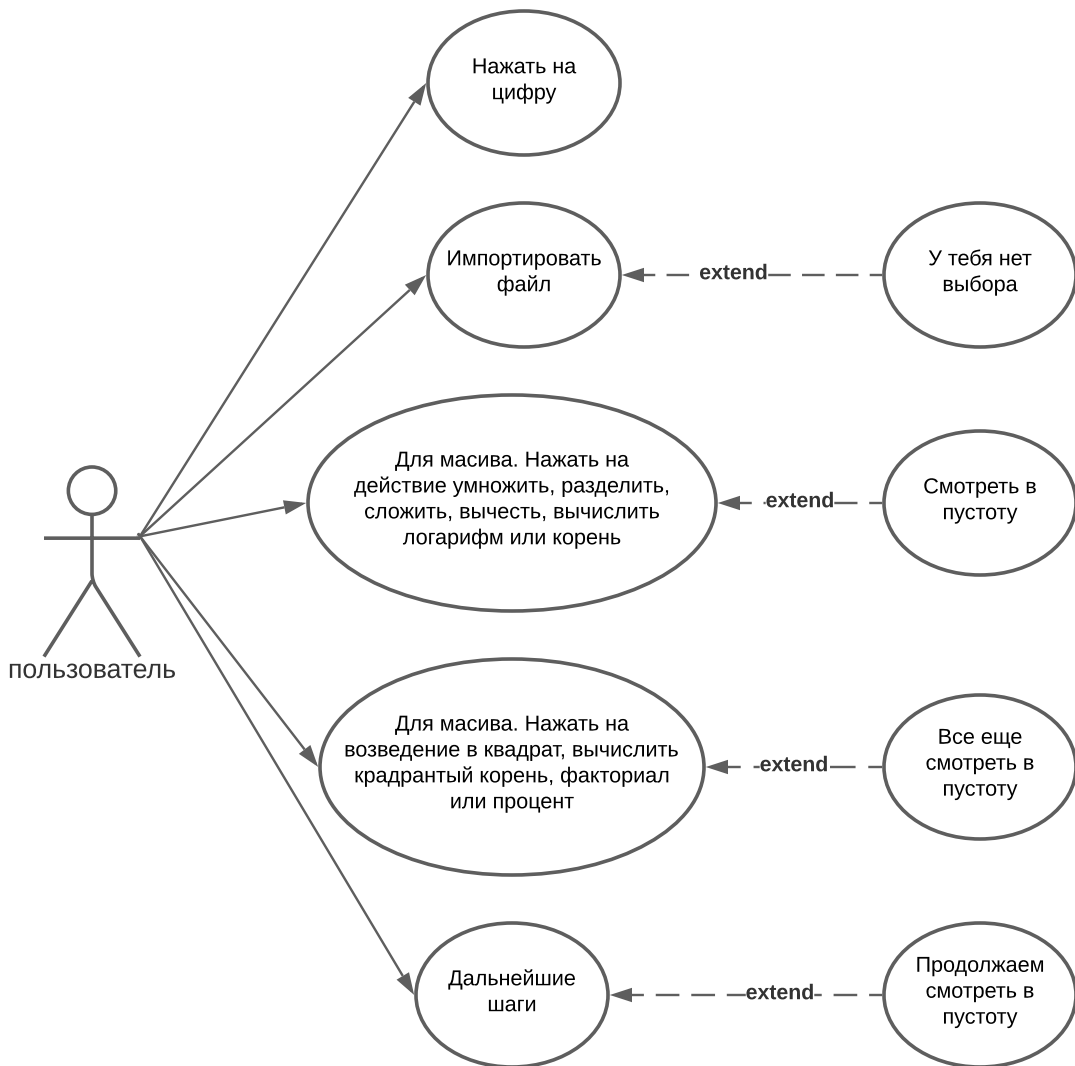 Нажать на
цифру
Импортировать
файл
extend
У тебя нет
выбора
Для масива. Нажать на
действие умножить, разделить,
сложить, вычесть, вычислить
логарифм или корень
extend
Смотреть в
пустоту
пользователь
Для масива. Нажать на
возведение в квадрат, вычислить
крадрантый корень, факториал
или процент
extend
Все еще
смотреть в
пустоту
Дальнейшие
шаги
extend
Продолжаем
смотреть в
пустоту